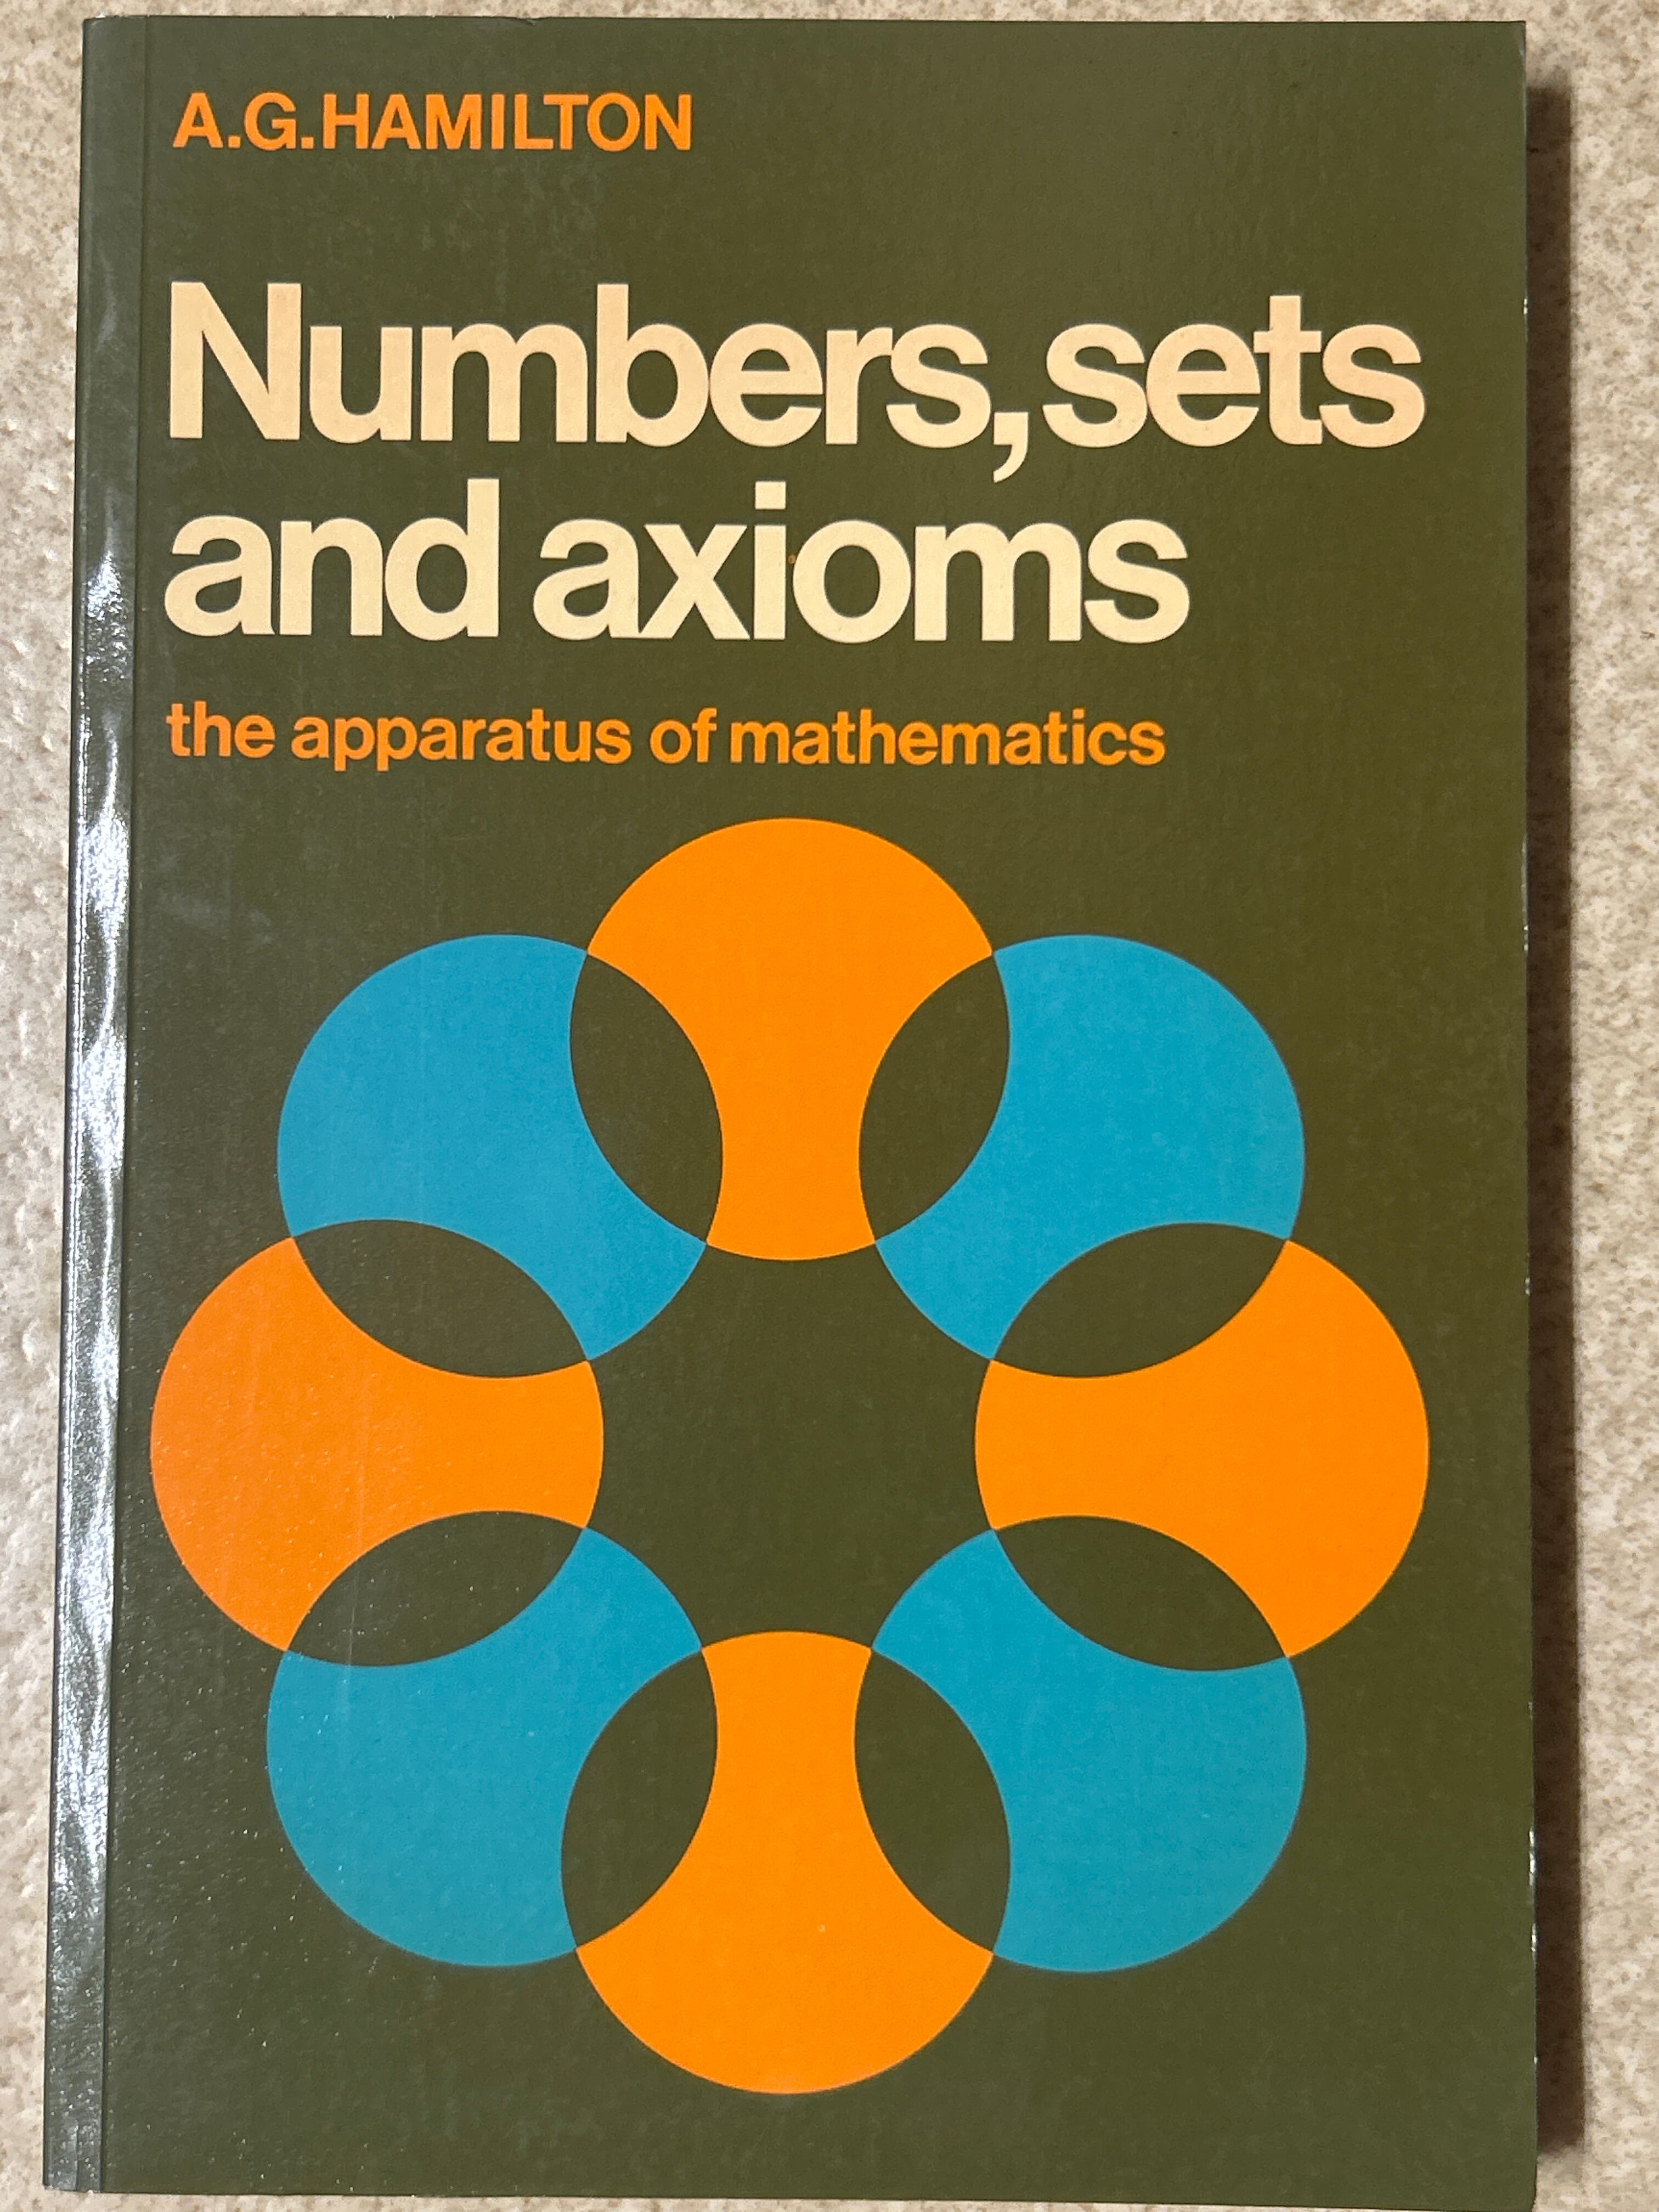 A.G.HAMILTON
Numbers, sets
and axioms
the apparatus of mathematics